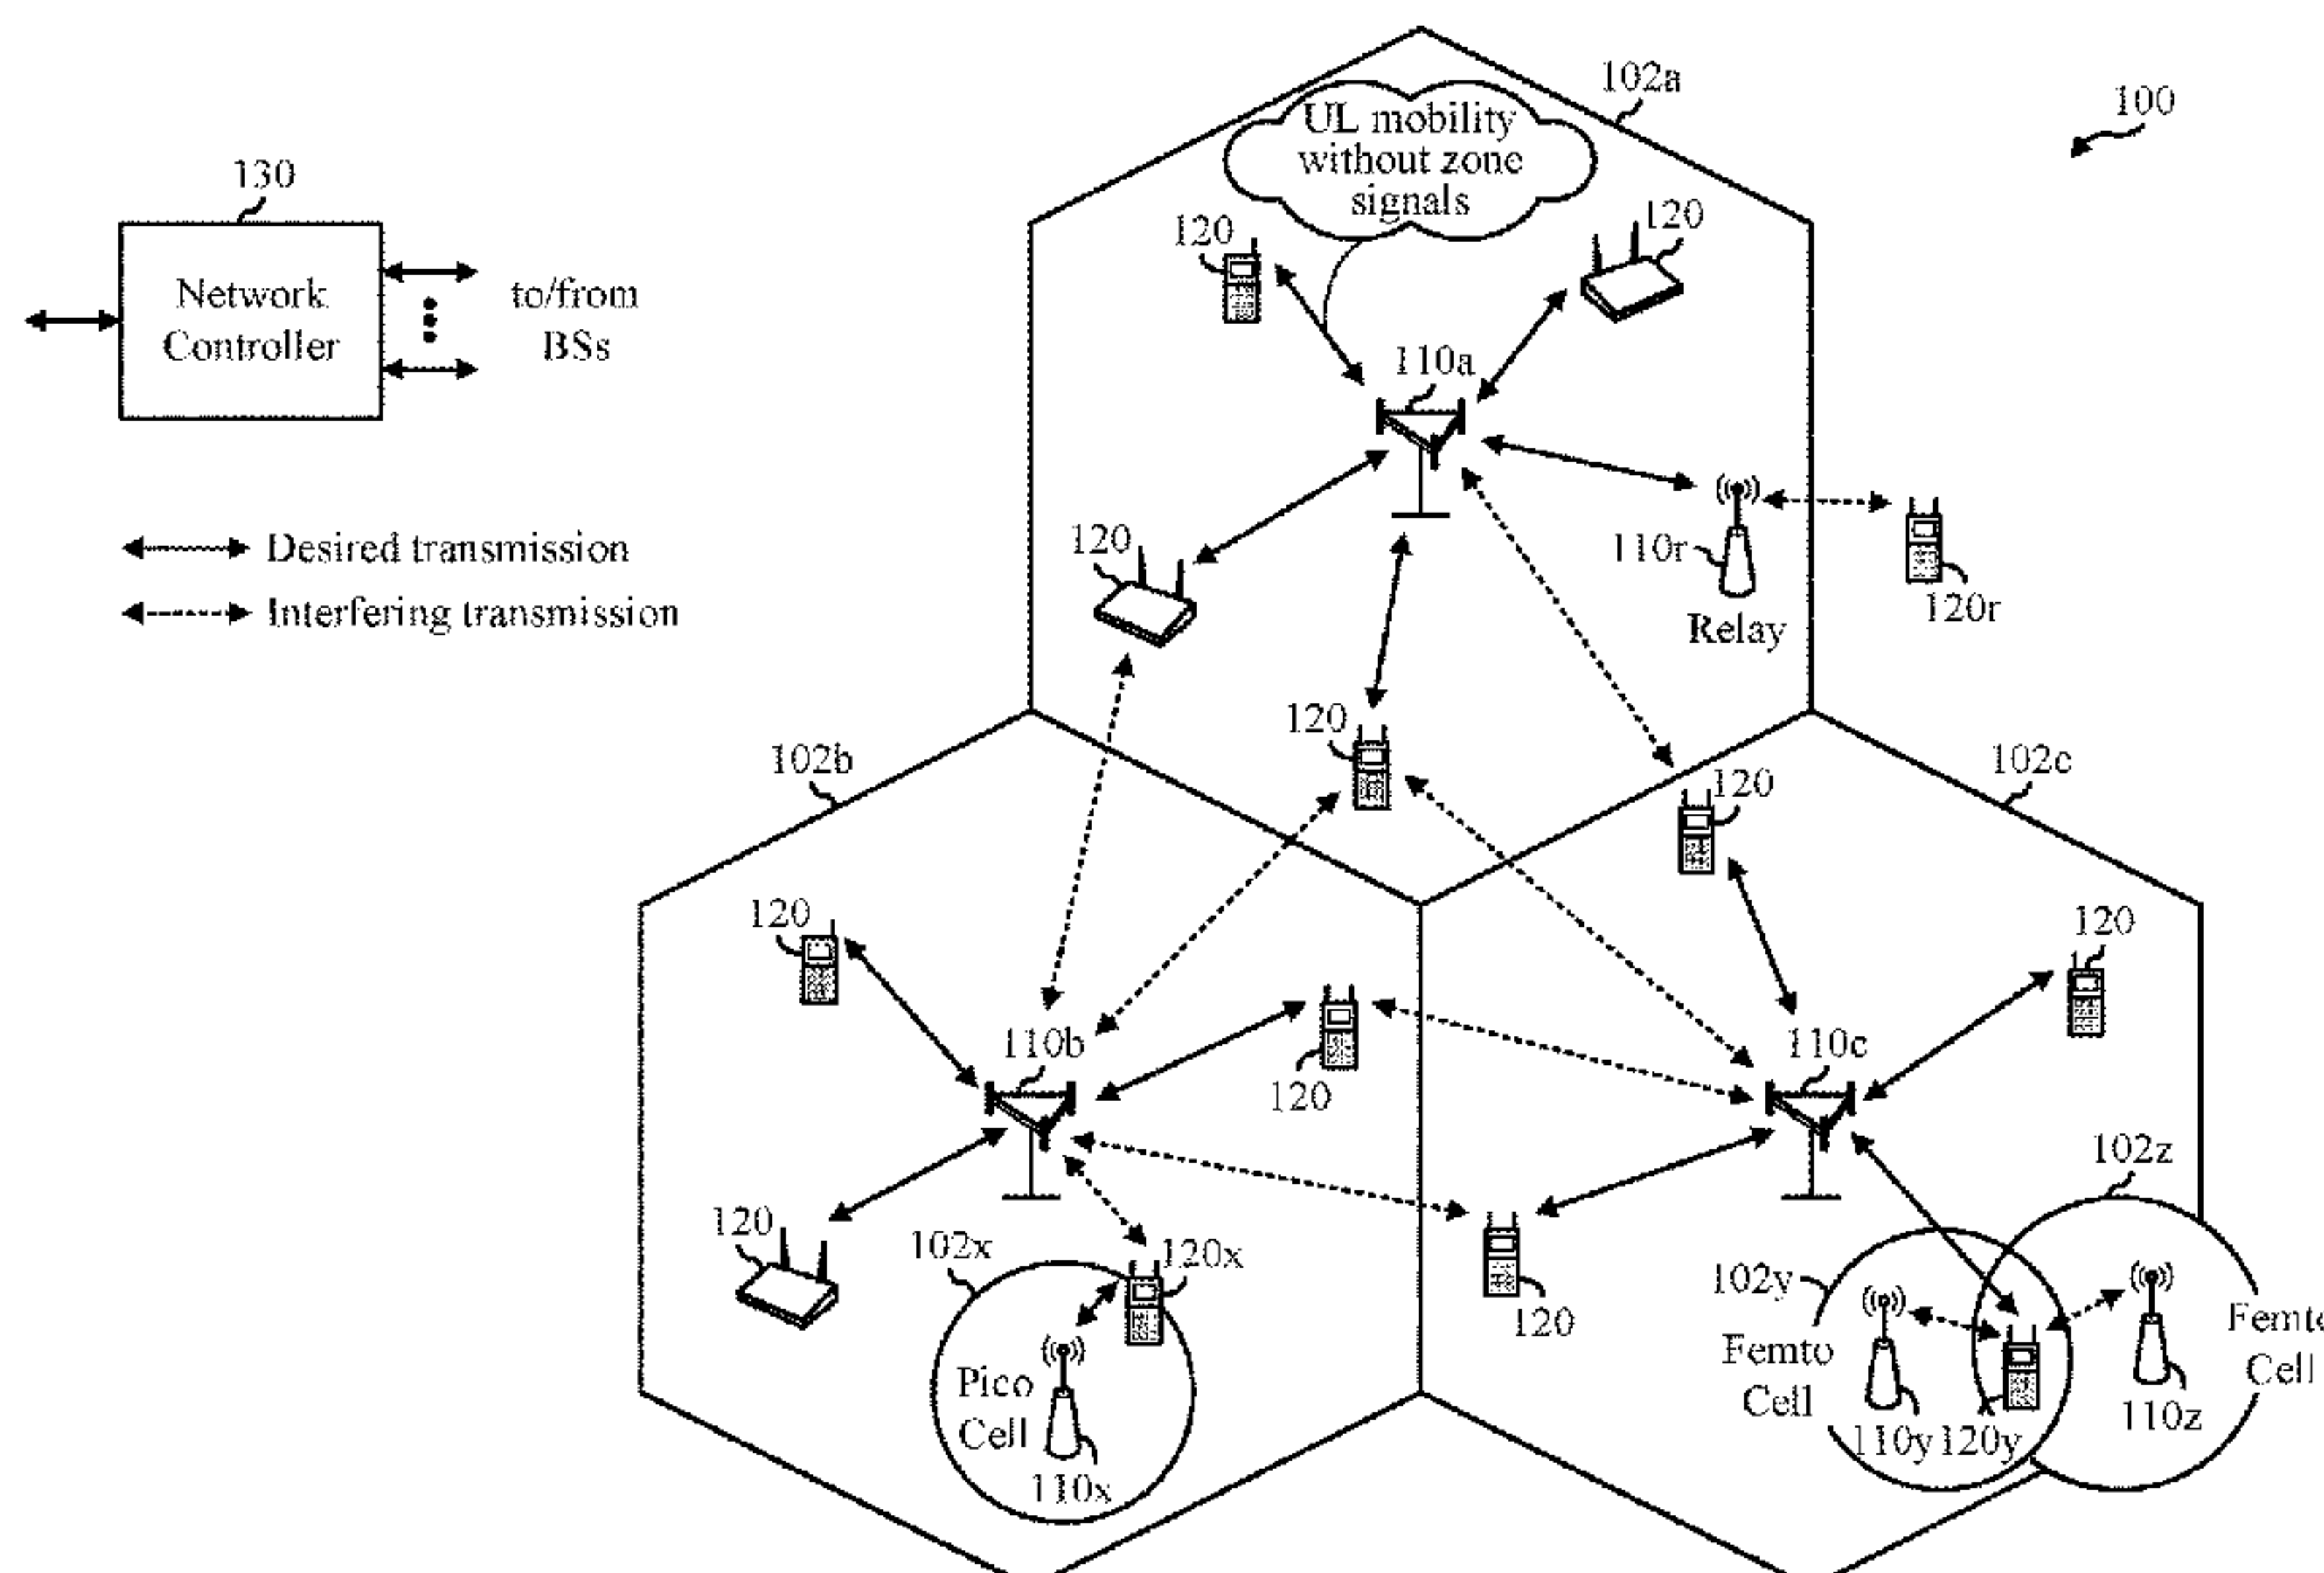 102a
100
UL mobility
without zone
signals
130
120
120
Network
Controller
to/from
BSs
110a
Desired transmission
Interfering transmission
120
110r
Relay
120r
120
102b
102c
120
120
120
110b
110c
120
102z
120
102x
120x
102y
120
Femto
Cell
Femto
Cell
Pico
Cell
110y
120y
110z
110x